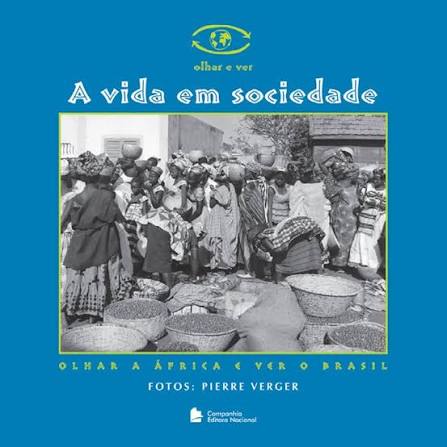 olhar e ver
A vida em sociedade
OLHAR A ÁFRICA E VER O BRASIL
FOTOS: PIERRE VERGER
Companhia
Editora Nacional